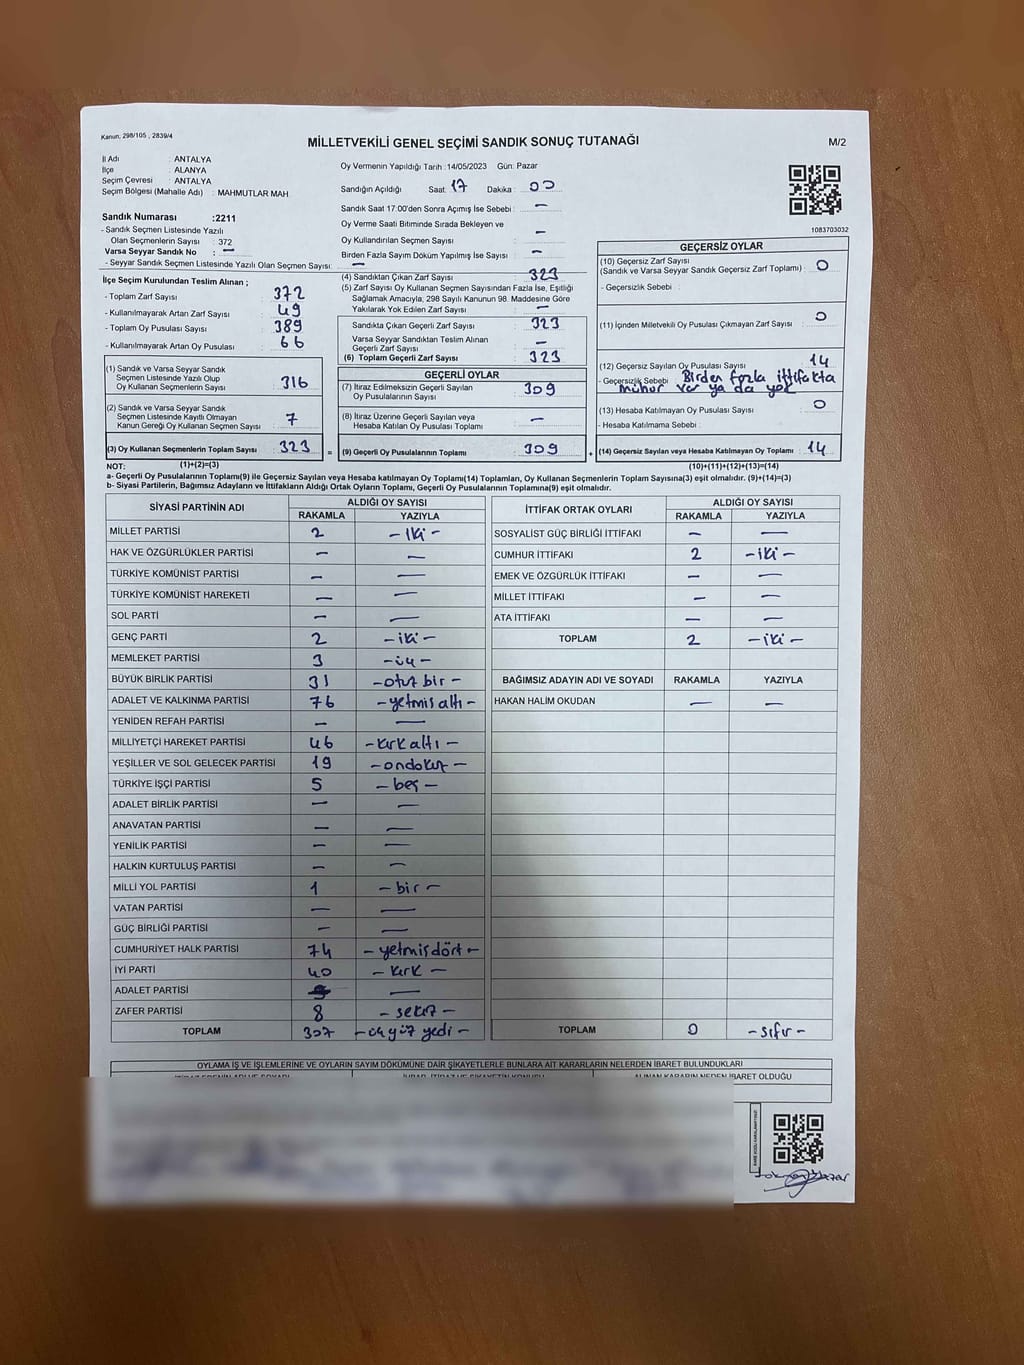 Kanun, 298/105 , 2839/4
MİLLETVEKİLİ GENEL SEÇİMİ SANDIK SONUÇ TUTANAĞI
M/2
İl Adı : ANTALYA
İlçe : ALANYA
Seçim Çevresi : ANTALYA
Seçim Bölgesi (Mahalle Adı) : MAHMUTLAR MAH.
Sandık Numarası :2211
- Sandık Seçmen Listesinde Yazılı
Olan Seçmenlerin Sayısı : 372
Varsa Seyyar Sandık No : —
- Seyyar Sandık Seçmen Listesinde Yazılı Olan Seçmen Sayısı: —
Oy Vermenin Yapıldığı Tarih :14/05/2023 Gün: Pazar
Sandığın Açıldığı Saat: 17 Dakika : 00
Sandık Saat 17:00'den Sonra Açımış İse Sebebi : —
Oy Verme Saati Bitiminde Sırada Bekleyen ve
Oy Kullandırılan Seçmen Sayısı : —
Birden Fazla Sayım Döküm Yapılmış İse Sayısı : —
1083703032
İlçe Seçim Kurulundan Teslim Alınan ;
- Toplam Zarf Sayısı : 372
- Kullanılmayarak Artan Zarf Sayısı : 49
- Toplam Oy Pusulası Sayısı : 389
- Kullanılmayarak Artan Oy Pusulası : 66
(1) Sandık ve Varsa Seyyar Sandık
Seçmen Listesinde Yazılı Olup
Oy Kullanan Seçmenlerin Sayısı : 316
(2) Sandık ve Varsa Seyyar Sandık
Seçmen Listesinde Kayıtlı Olmayan
Kanun Gereği Oy Kullanan Seçmen Sayısı : 7
(3) Oy Kullanan Seçmenlerin Toplam Sayısı : 323
(4) Sandıktan Çıkan Zarf Sayısı : 323
(5) Zarf Sayısı Oy Kullanan Seçmen Sayısından Fazla İse, Eşitliği
Sağlamak Amacıyla, 298 Sayılı Kanunun 98. Maddesine Göre
Yakılarak Yok Edilen Zarf Sayısı : —
Sandıkta Çıkan Geçerli Zarf Sayısı : 323
Varsa Seyyar Sandıktan Teslim Alınan
Geçerli Zarf Sayısı : —
(6) Toplam Geçerli Zarf Sayısı : 323
GEÇERLİ OYLAR
(7) İtiraz Edilmeksizin Geçerli Sayılan
Oy Pusulalarının Sayısı : 309
(8) İtiraz Üzerine Geçerli Sayılan veya
Hesaba Katılan Oy Pusulası Toplamı : —
= (9) Geçerli Oy Pusulalarının Toplamı : 309 +
GEÇERSİZ OYLAR
(10) Geçersiz Zarf Sayısı
(Sandık ve Varsa Seyyar Sandık Geçersiz Zarf Toplamı) : 0
- Geçersizlik Sebebi :
(11) İçinden Milletvekili Oy Pusulası Çıkmayan Zarf Sayısı : 0
(12) Geçersiz Sayılan Oy Pusulası Sayısı : 14
- Geçersizlik Sebebi : Birden fazla ittifakta
mühür var ya da yok
(13) Hesaba Katılmayan Oy Pusulası Sayısı : 0
- Hesaba Katılmama Sebebi :
(14) Geçersiz Sayılan veya Hesaba Katılmayan Oy Toplamı : 14
NOT: (1)+(2)=(3) (10)+(11)+(12)+(13)=(14)
a- Geçerli Oy Pusulalarının Toplamı(9) ile Geçersiz Sayılan veya Hesaba katılmayan Oy Toplamı(14) Toplamları, Oy Kullanan Seçmenlerin Toplam Sayısına(3) eşit olmalıdır. (9)+(14)=(3)
b- Siyasi Partilerin, Bağımsız Adayların ve İttifakların Aldığı Ortak Oyların Toplamı, Geçerli Oy Pusulalarının Toplamına(9) eşit olmalıdır.
SİYASİ PARTİNİN ADI ALDIĞI OY SAYISI
RAKAMLA YAZIYLA
MİLLET PARTİSİ 2 - iki -
HAK VE ÖZGÜRLÜKLER PARTİSİ — —
TÜRKİYE KOMÜNİST PARTİSİ — —
TÜRKİYE KOMÜNİST HAREKETİ — —
SOL PARTİ — —
GENÇ PARTİ 2 - iki -
MEMLEKET PARTİSİ 3 - üç -
BÜYÜK BİRLİK PARTİSİ 31 - otuz bir -
ADALET VE KALKINMA PARTİSİ 76 - yetmiş altı -
YENİDEN REFAH PARTİSİ — —
MİLLİYETÇİ HAREKET PARTİSİ 46 - kırk altı -
YEŞİLLER VE SOL GELECEK PARTİSİ 19 - ondokuz -
TÜRKİYE İŞÇİ PARTİSİ 5 - beş -
ADALET BİRLİK PARTİSİ — —
ANAVATAN PARTİSİ — —
YENİLİK PARTİSİ — —
HALKIN KURTULUŞ PARTİSİ — —
MİLLİ YOL PARTİSİ 1 - bir -
VATAN PARTİSİ — —
GÜÇ BİRLİĞİ PARTİSİ — —
CUMHURİYET HALK PARTİSİ 74 - yetmiş dört -
İYİ PARTİ 40 - kırk -
ADALET PARTİSİ —
ZAFER PARTİSİ 8 - sekiz -
TOPLAM 307 - üçyüz yedi -
İTTİFAK ORTAK OYLARI ALDIĞI OY SAYISI
RAKAMLA YAZIYLA
SOSYALİST GÜÇ BİRLİĞİ İTTİFAKI — —
CUMHUR İTTİFAKI 2 - iki -
EMEK VE ÖZGÜRLÜK İTTİFAKI — —
MİLLET İTTİFAKI — —
ATA İTTİFAKI — —
TOPLAM 2 - iki -
BAĞIMSIZ ADAYIN ADI VE SOYADI RAKAMLA YAZIYLA
HAKAN HALİM OKUDAN — —
TOPLAM 0 - sıfır -
OYLAMA İŞ VE İŞLEMLERİNE VE OYLARIN SAYIM DÖKÜMÜNE DAİR ŞİKAYETLERLE BUNLARA AİT KARARLARIN NELERDEN İBARET BULUNDUKLARI
ALINAN KARARIN NEDEN İBARET OLDUĞU